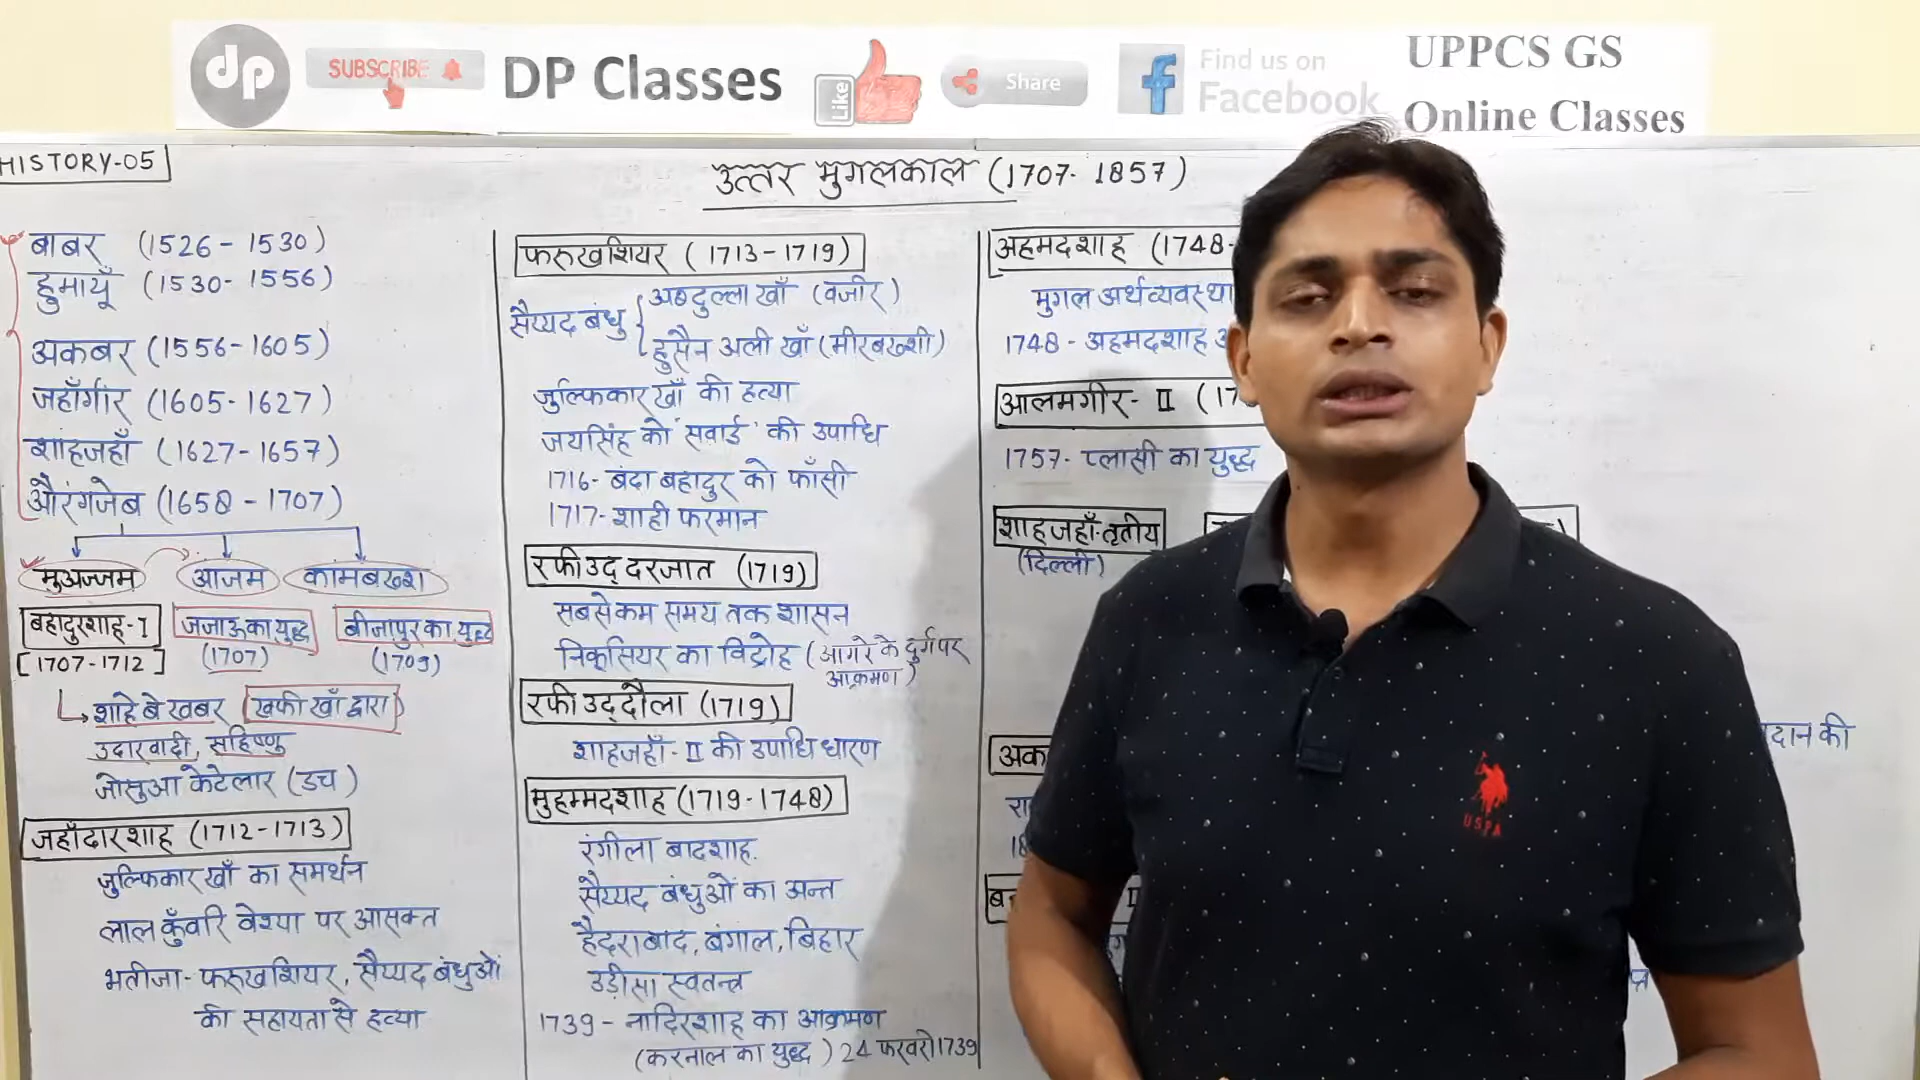 dp
SUBSCRIBE
DP Classes
Like
Share
Find us on
Facebook
UPPCS GS
Online Classes
HISTORY-05
उत्तर मुगलकाल (1707- 1857)
बाबर (1526 - 1530)
हुमायूँ (1530- 1556)
अकबर (1556-1605)
जहाँगीर (1605-1627)
शाहजहाँ (1627-1657)
औरंगजेब (1658 - 1707)
मुअज्जम आजम कामबख्श
बहादुरशाह-I जजाऊ का युद्ध बीजापुर का युद्ध
[1707-1712] (1707) (1709)
शाहे बे खबर (खफी खाँ द्वारा)
उदारवादी, सहिष्णु
जोसुआ केटेलार (डच)
जहाँदारशाह (1712-1713)
जुल्फिकार खाँ का समर्थन
लाल कुँवरि वेश्या पर आसक्त
भतीजा- फरुखशियर, सैय्यद बंधुओं
की सहायता से हत्या
फरुखशियर (1713-1719)
सैय्यद बंधु
अब्दुल्ला खाँ (वजीर)
हुसैन अली खाँ (मीरबख्शी)
जुल्फिकार खाँ की हत्या
जयसिंह को 'सवाई' की उपाधि
1716- बंदा बहादुर को फाँसी
1717- शाही फरमान
रफी उद् दरजात (1719)
सबसे कम समय तक शासन
निकूसियर का विद्रोह (आगरे के दुर्ग पर
आक्रमण)
रफी उद् दौला (1719)
शाहजहाँ - II की उपाधि धारण
मुहम्मदशाह (1719-1748)
रंगीला बादशाह.
सैय्यद बंधुओं का अन्त
हैदराबाद, बंगाल, बिहार
उड़ीसा स्वतन्त्र
1739 - नादिरशाह का आक्रमण
(करनाल का युद्ध) 24 फरवरी 1739
अहमदशाह (1748-
मुगल अर्थव्यवस्था
1748 - अहमदशाह अ
आलमगीर - II (17
1757- प्लासी का युद्ध
शाहजहाँ-तृतीय
(दिल्ली)
अक
रा
18
दान की
USPA